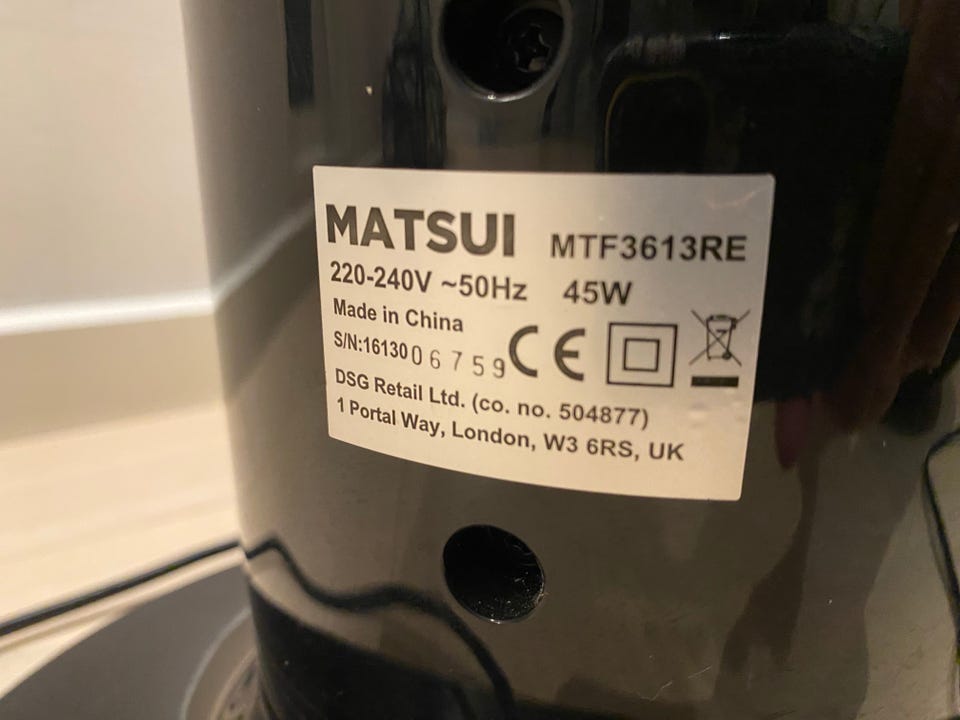 MATSUI MTF3613RE
220-240V ~50Hz 45W
Made in China
S/N:1613006759
CE
DSG Retail Ltd. (co. no. 504877)
1 Portal Way, London, W3 6RS, UK